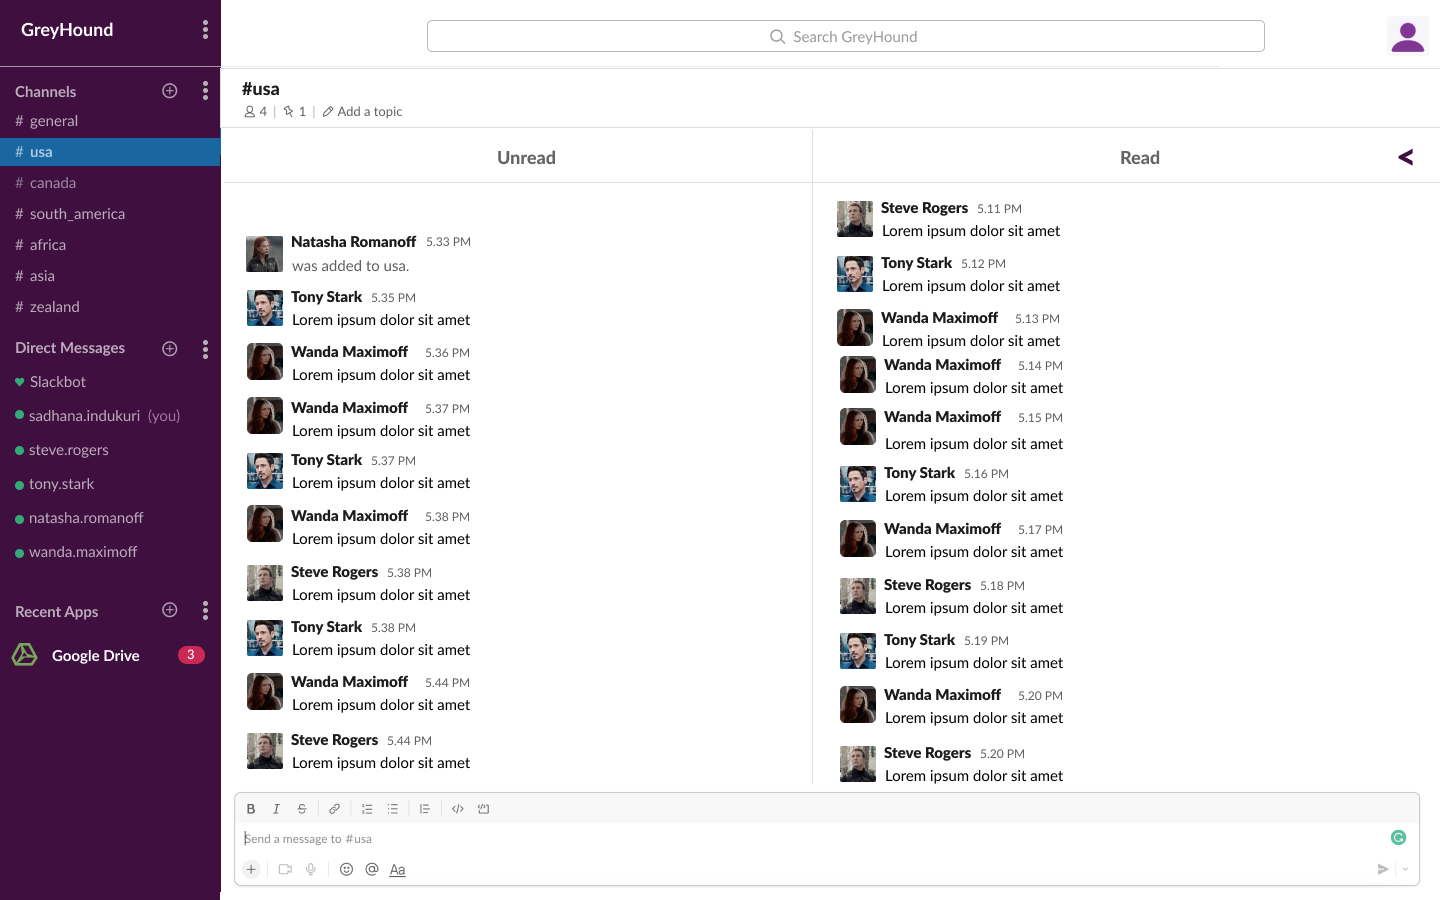 GreyHound
Search GreyHound
Channels
# general
# usa
# canada
# south_america
# africa
# asia
# zealand
Direct Messages
Slackbot
sadhana.indukuri (you)
steve.rogers
tony.stark
natasha.romanoff
wanda.maximoff
Recent Apps
Google Drive 3
#usa
4 | 1 | Add a topic
Unread
Natasha Romanoff 5.33 PM
was added to usa.
Tony Stark 5.35 PM
Lorem ipsum dolor sit amet
Wanda Maximoff 5.36 PM
Lorem ipsum dolor sit amet
Wanda Maximoff 5.37 PM
Lorem ipsum dolor sit amet
Tony Stark 5.37 PM
Lorem ipsum dolor sit amet
Wanda Maximoff 5.38 PM
Lorem ipsum dolor sit amet
Steve Rogers 5.38 PM
Lorem ipsum dolor sit amet
Tony Stark 5.38 PM
Lorem ipsum dolor sit amet
Wanda Maximoff 5.44 PM
Lorem ipsum dolor sit amet
Steve Rogers 5.44 PM
Lorem ipsum dolor sit amet
Read <
Steve Rogers 5.11 PM
Lorem ipsum dolor sit amet
Tony Stark 5.12 PM
Lorem ipsum dolor sit amet
Wanda Maximoff 5.13 PM
Lorem ipsum dolor sit amet
Wanda Maximoff 5.14 PM
Lorem ipsum dolor sit amet
Wanda Maximoff 5.15 PM
Lorem ipsum dolor sit amet
Tony Stark 5.16 PM
Lorem ipsum dolor sit amet
Wanda Maximoff 5.17 PM
Lorem ipsum dolor sit amet
Steve Rogers 5.18 PM
Lorem ipsum dolor sit amet
Tony Stark 5.19 PM
Lorem ipsum dolor sit amet
Wanda Maximoff 5.20 PM
Lorem ipsum dolor sit amet
Steve Rogers 5.20 PM
Lorem ipsum dolor sit amet
B I S
Send a message to #usa
+ @ Aa